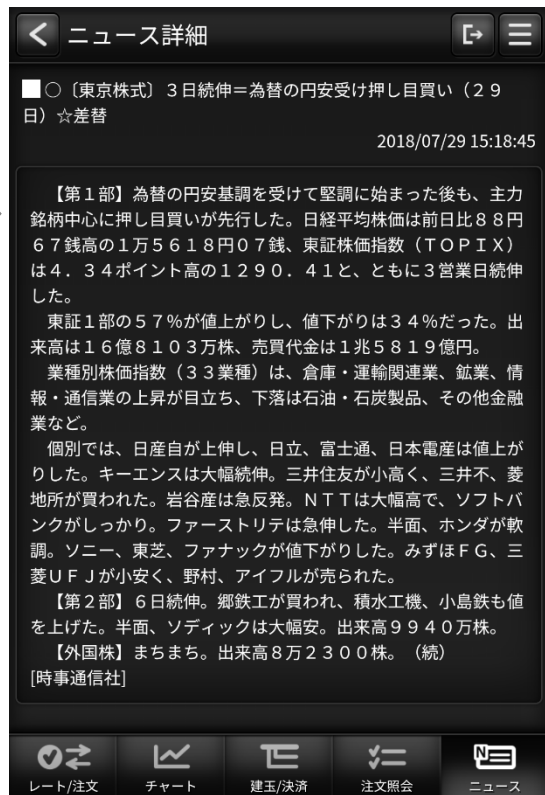 ニュース詳細
○〔東京株式〕３日続伸＝為替の円安受け押し目買い（２９
日）☆差替
2018/07/29 15:18:45
【第１部】為替の円安基調を受けて堅調に始まった後も、主力
銘柄中心に押し目買いが先行した。日経平均株価は前日比８８円
６７銭高の１万５６１８円０７銭、東証株価指数（ＴＯＰＩＸ）
は４．３４ポイント高の１２９０．４１と、ともに３営業日続伸
した。
東証１部の５７％が値上がりし、値下がりは３４％だった。出
来高は１６億８１０３万株、売買代金は１兆５８１９億円。
業種別株価指数（３３業種）は、倉庫・運輸関連業、鉱業、情
報・通信業の上昇が目立ち、下落は石油・石炭製品、その他金融
業など。
個別では、日産自が上伸し、日立、富士通、日本電産は値上が
りした。キーエンスは大幅続伸。三井住友が小高く、三井不、菱
地所が買われた。岩谷産は急反発。ＮＴＴは大幅高で、ソフトバ
ンクがしっかり。ファーストリテは急伸した。半面、ホンダが軟
調。ソニー、東芝、ファナックが値下がりした。みずほＦＧ、三
菱ＵＦＪが小安く、野村、アイフルが売られた。
【第２部】６日続伸。郷鉄工が買われ、積水工機、小島鉄も値
を上げた。半面、ソディックは大幅安。出来高９９４０万株。
【外国株】まちまち。出来高８万２３００株。（続）
[時事通信社]
レート/注文
チャート
建玉/決済
注文照会
ニュース